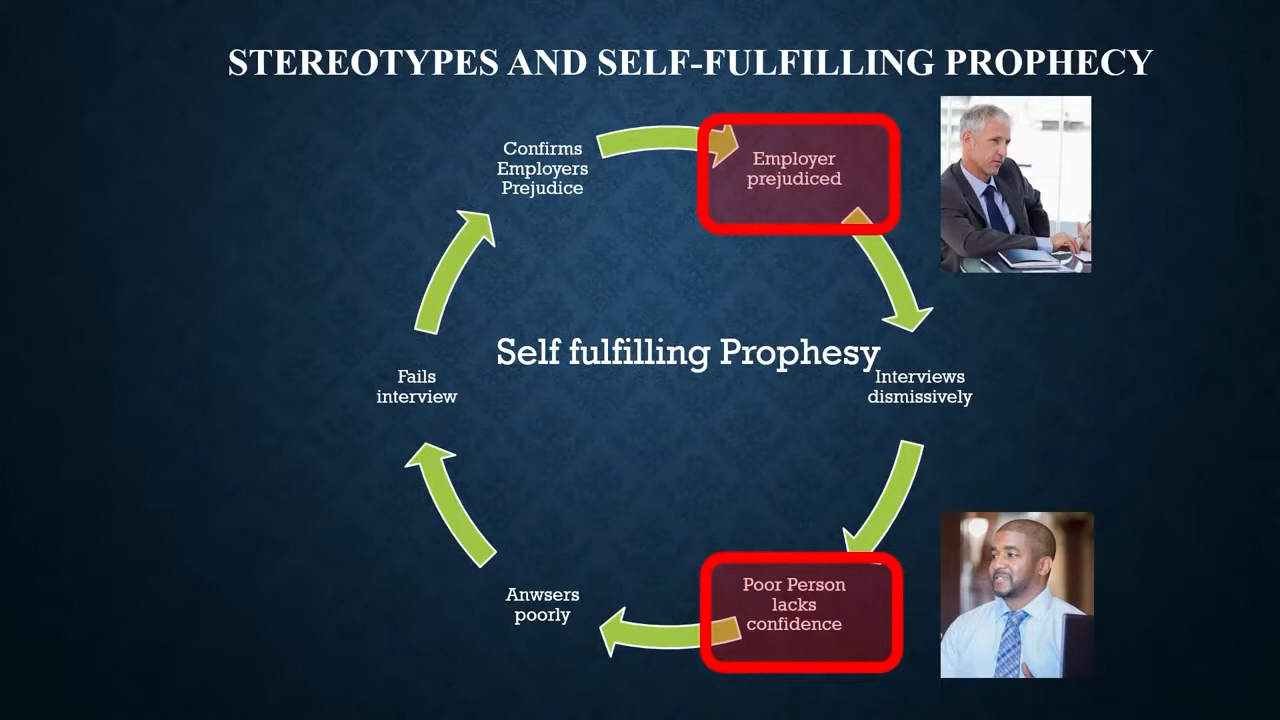 STEREOTYPES AND SELF-FULFILLING PROPHECY
Confirms
Employers
Prejudice
Employer
prejudiced
Self fulfilling Prophesy
Interviews
dismissively
Fails
interview
Poor Person
lacks
confidence
Anwsers
poorly